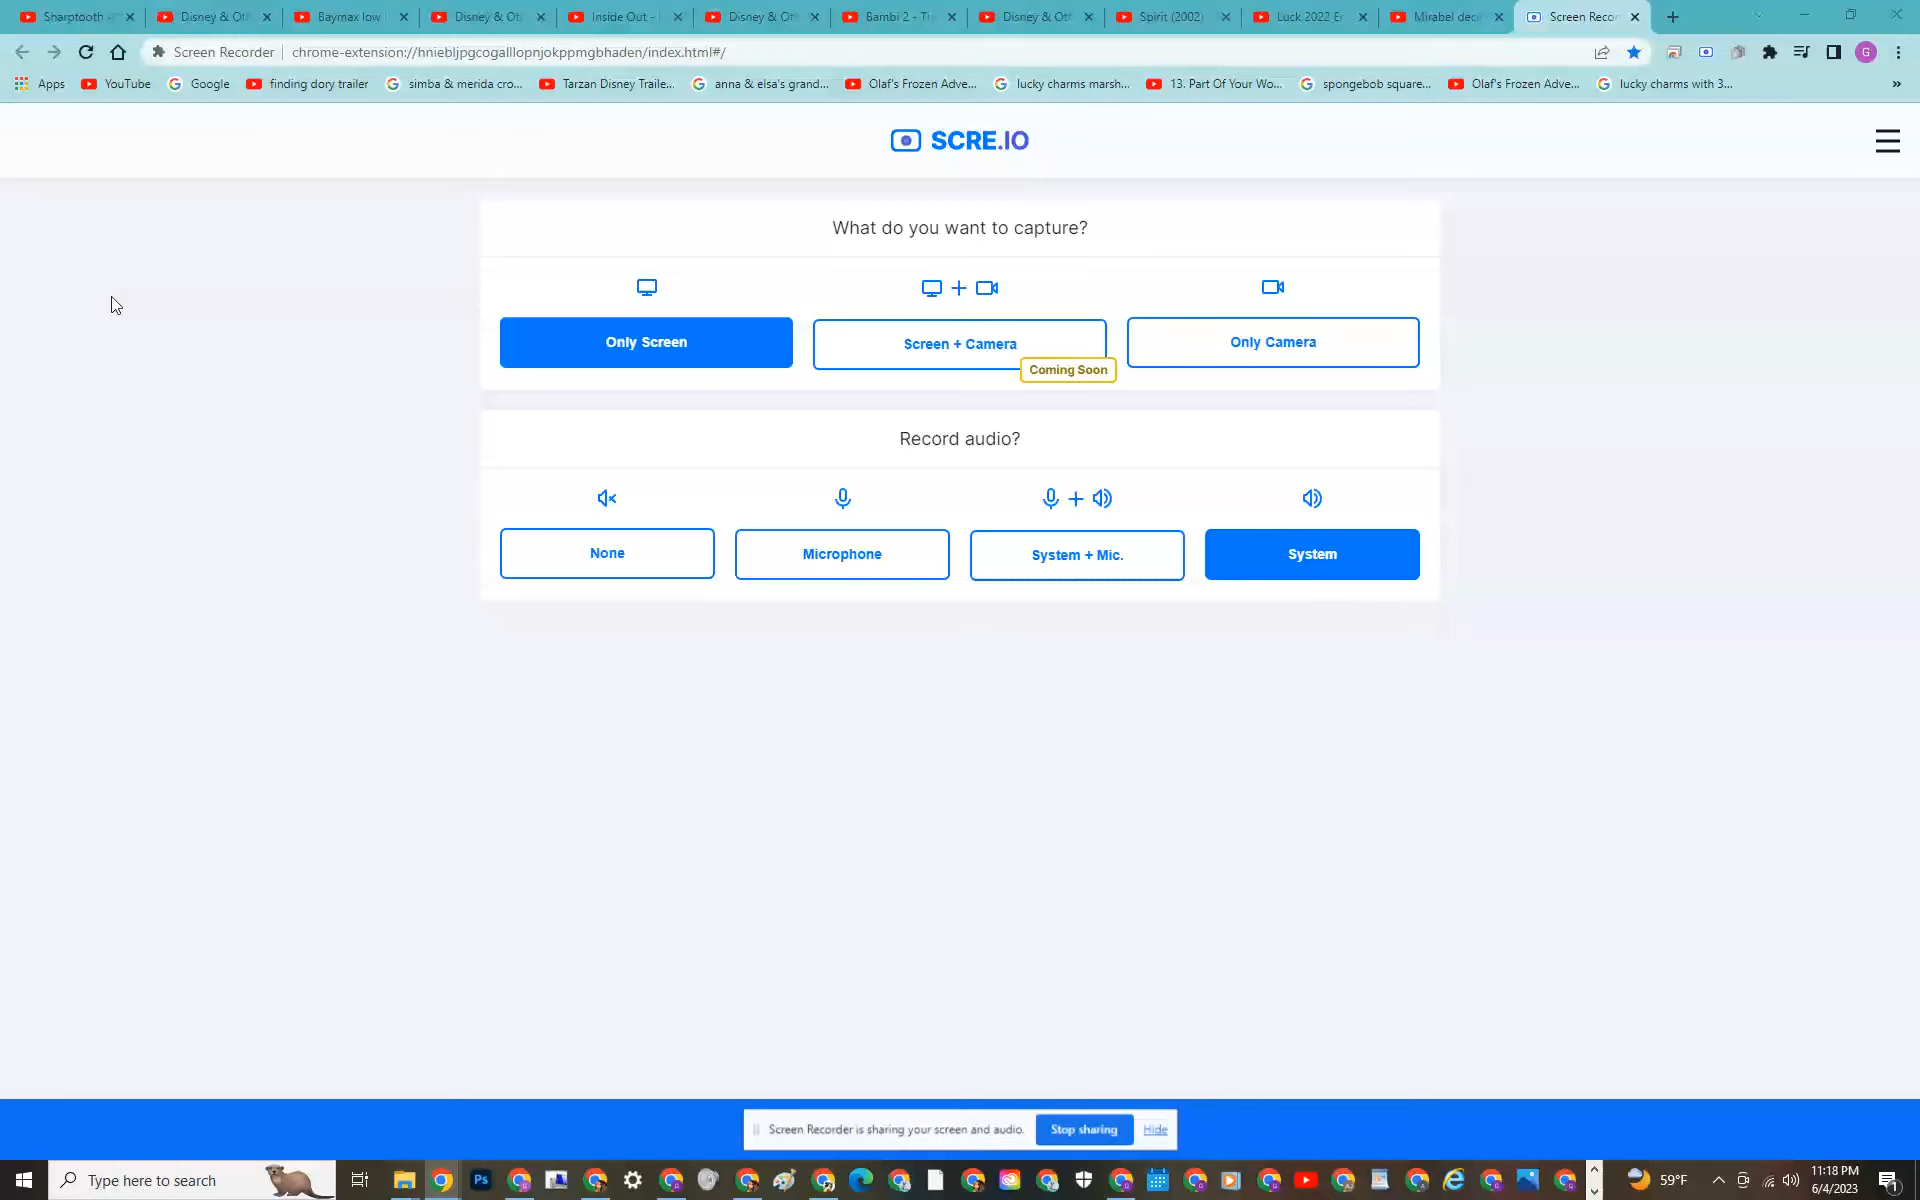 Sharptooth
Disney & Ot
Baymax low
Disney & Ot
Inside Out -
Disney & Ot
Bambi 2 - Th
Disney & Ot
Spirit (2002)
Luck 2022 E
Mirabel deci
Screen Recor
Screen Recorder
chrome-extension://hniebljpgcogalllopnjokppmgbhaden/index.html#/
G
Apps
YouTube
Google
finding dory trailer
simba & merida cro...
Tarzan Disney Traile...
anna & elsa's grand...
Olaf's Frozen Adve...
lucky charms marsh...
13. Part Of Your Wo...
spongebob square...
Olaf's Frozen Adve...
lucky charms with 3...
SCRE.IO
What do you want to capture?
Only Screen
Screen + Camera
Only Camera
Coming Soon
Record audio?
None
Microphone
System + Mic.
System
Screen Recorder is sharing your screen and audio.
Stop sharing
Hide
Type here to search
Ps
59°F
11:18 PM
6/4/2023
1